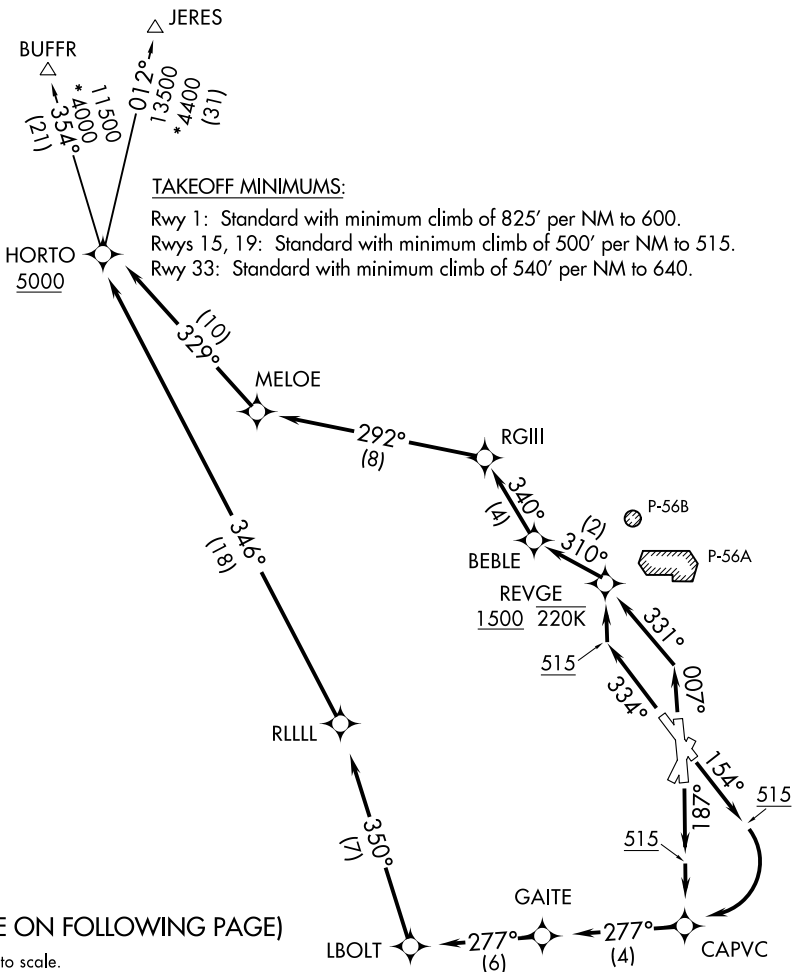 JERES
BUFFR
012°
13500
*4400
(31)
11500
*4000
354°
(21)
TAKEOFF MINIMUMS:
Rwy 1: Standard with minimum climb of 825' per NM to 600.
Rwys 15, 19: Standard with minimum climb of 500' per NM to 515.
Rwy 33: Standard with minimum climb of 540' per NM to 640.
HORTO
5000
(10)
329°
MELOE
292°
(8)
RGIII
340°
(4)
P-56B
(2)
310°
BEBLE
P-56A
REVGE
1500 220K
346°
(18)
331°
515
334°
007°
RLLLL
154°
187°
515
515
350°
(7)
GAITE
E ON FOLLOWING PAGE)
LBOLT
277°
(6)
277°
(4)
CAPVC
to scale.